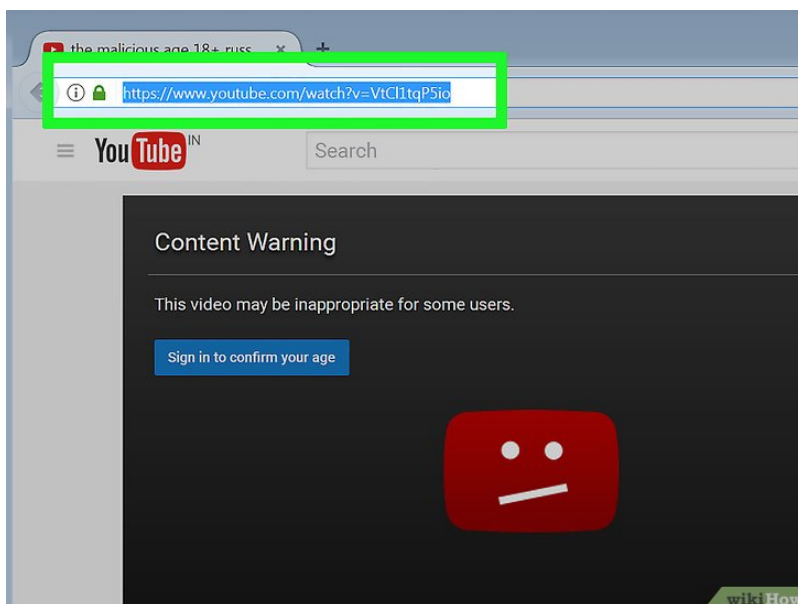 the malicious age 18+ russ
https://www.youtube.com/watch?v=VtCl1tqP5io
YouTube IN
Search
Content Warning
This video may be inappropriate for some users.
Sign in to confirm your age
wikiHow